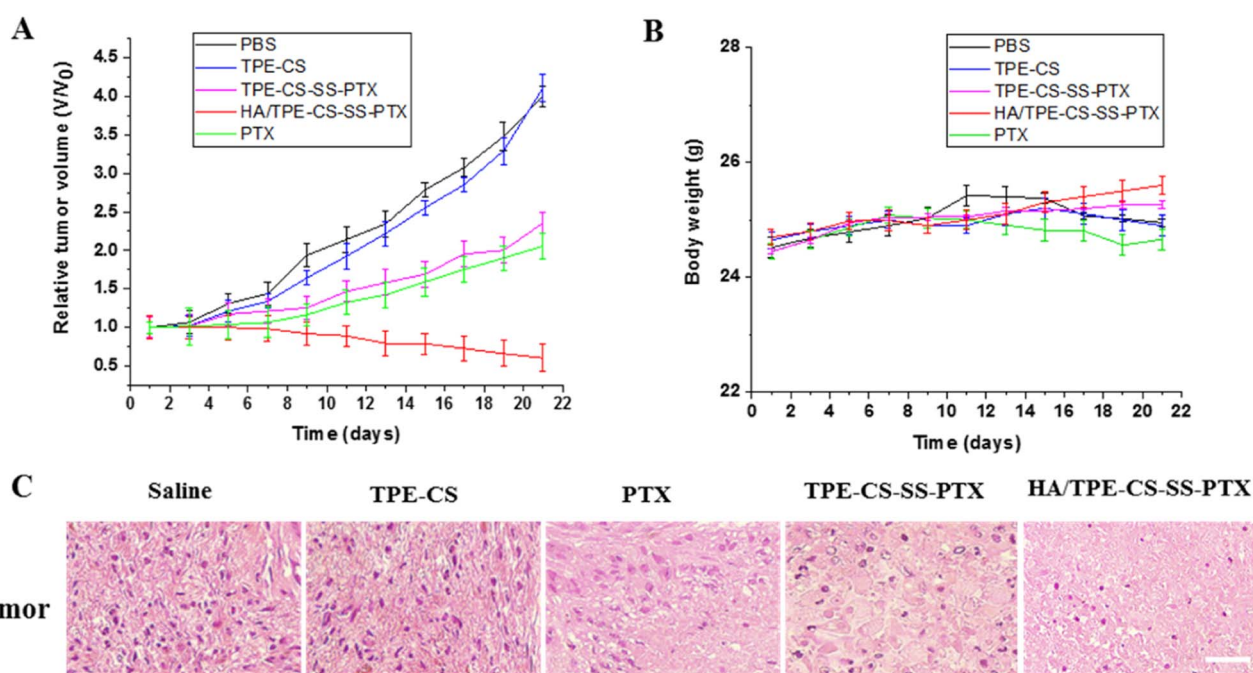 A
PBS
TPE-CS
TPE-CS-SS-PTX
HA/TPE-CS-SS-PTX
PTX
Relative tumor volume (V/V0)
4.5
4.0
3.5
3.0
2.5
2.0
1.5
1.0
0.5
0 2 4 6 8 10 12 14 16 18 20 22
Time (days)
B
PBS
TPE-CS
TPE-CS-SS-PTX
HA/TPE-CS-SS-PTX
PTX
Body weight (g)
28
26
24
22
0 2 4 6 8 10 12 14 16 18 20 22
Time (days)
C
Saline TPE-CS PTX TPE-CS-SS-PTX HA/TPE-CS-SS-PTX
mor